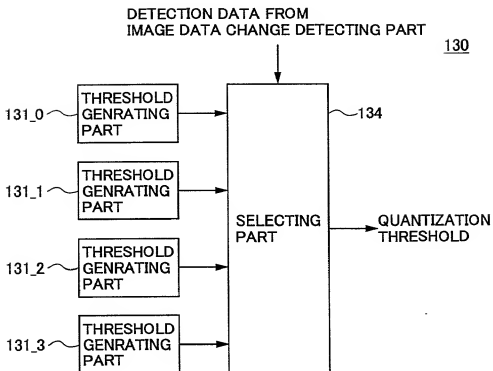 DETECTION DATA FROM
IMAGE DATA CHANGE DETECTING PART
130
131_0
THRESHOLD
GENRATING
PART
134
131_1
THRESHOLD
GENRATING
PART
SELECTING
PART
QUANTIZATION
THRESHOLD
131_2
THRESHOLD
GENRATING
PART
131_3
THRESHOLD
GENRATING
PART